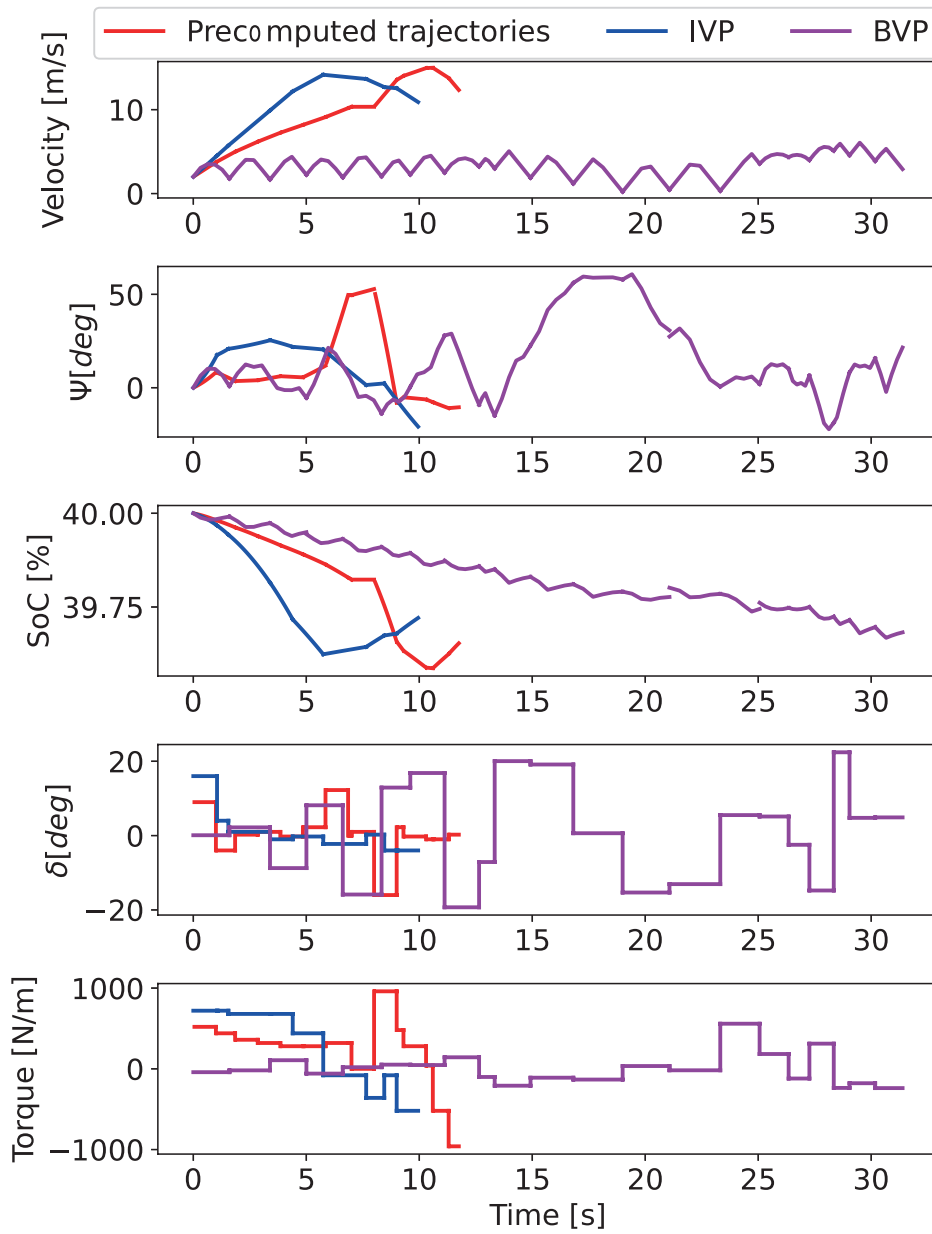 Precomputed trajectories IVP BVP
Velocity [m/s]
10
0
0 5 10 15 20 25 30
Ψ[deg]
50
0
0 5 10 15 20 25 30
SoC [%]
40.00
39.75
0 5 10 15 20 25 30
δ[deg]
20
0
−20
0 5 10 15 20 25 30
Torque [N/m]
1000
0
−1000
0 5 10 15 20 25 30
Time [s]